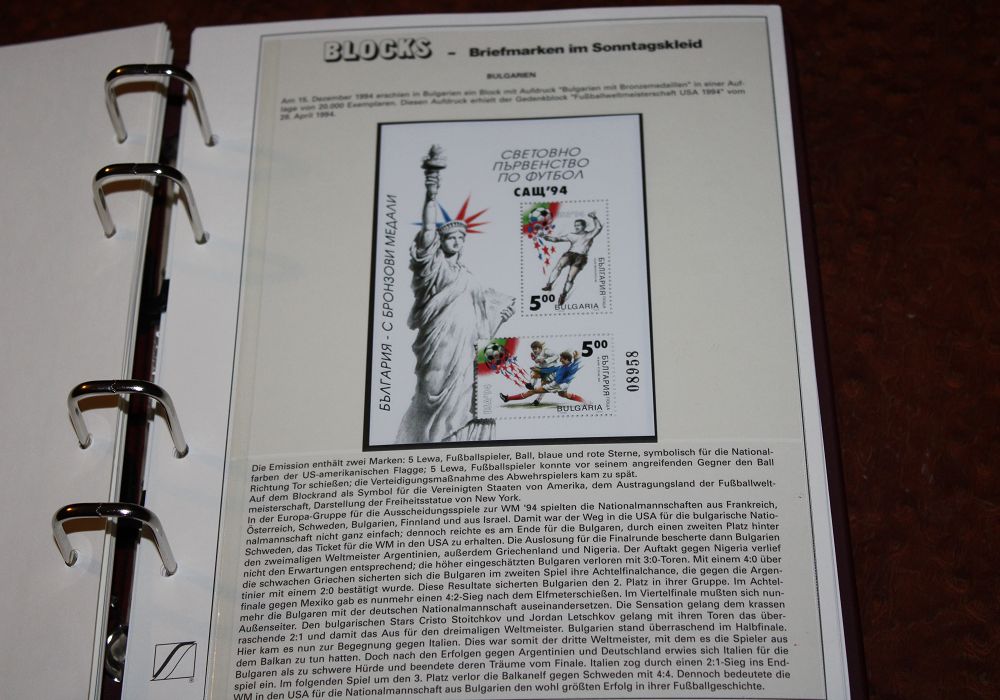 BLOCKS – Briefmarken im Sonntagskleid
BULGARIEN
Am 15. Dezember 1994 erschien in Bulgarien ein Block mit Aufdruck "Bulgarien mit Bronzemedaillen" in einer Auf-
lage von 20.000 Exemplaren. Diesen Aufdruck erhielt der Gedenkblock "Fußballweltmeisterschaft USA 1994" vom
28. April 1994.
БЪЛГАРИЯ - С БРОНЗОВИ МЕДАЛИ
СВЕТОВНО
ПЪРВЕНСТВО
ПО ФУТБОЛ
САЩ'94
БЪЛГАРИЯ
5 00
BULGARIA
5 00
БЪЛГАРИЯ
BULGARIA
08958
Die Emission enthält zwei Marken: 5 Lewa, Fußballspieler, Ball, blaue und rote Sterne, symbolisch für die National-
farben der US-amerikanischen Flagge; 5 Lewa, Fußballspieler konnte vor seinem angreifenden Gegner den Ball
Richtung Tor schießen; die Verteidigungsmaßnahme des Abwehrspielers kam zu spät.
Auf dem Blockrand als Symbol für die Vereinigten Staaten von Amerika, dem Austragungsland der Fußballwelt-
meisterschaft, Darstellung der Freiheitsstatue von New York.
In der Europa-Gruppe für die Ausscheidungsspiele zur WM '94 spielten die Nationalmannschaften aus Frankreich,
Österreich, Schweden, Bulgarien, Finnland und aus Israel. Damit war der Weg in die USA für die bulgarische Natio-
nalmannschaft nicht ganz einfach; dennoch reichte es am Ende für die Bulgaren, durch einen zweiten Platz hinter
Schweden, das Ticket für die WM in den USA zu erhalten. Die Auslosung für die Finalrunde bescherte dann Bulgarien
den zweimaligen Weltmeister Argentinien, außerdem Griechenland und Nigeria. Der Auftakt gegen Nigeria verlief
nicht den Erwartungen entsprechend; die höher eingeschätzten Bulgaren verloren mit 3:0-Toren. Mit einem 4:0 über
die schwachen Griechen sicherten sich die Bulgaren im zweiten Spiel ihre Achtelfinalchance, die gegen die Argen-
tinier mit einem 2:0 bestätigt wurde. Diese Resultate sicherten Bulgarien den 2. Platz in ihrer Gruppe. Im Achtel-
finale gegen Mexiko gab es nunmehr einen 4:2-Sieg nach dem Elfmeterschießen. Im Viertelfinale mußten sich nun-
mehr die Bulgaren mit der deutschen Nationalmannschaft auseinandersetzen. Die Sensation gelang dem krassen
Außenseiter. Den bulgarischen Stars Cristo Stoitchkov und Jordan Letschkov gelang mit ihren Toren das über-
raschende 2:1 und damit das Aus für den dreimaligen Weltmeister. Bulgarien stand überraschend im Halbfinale.
Hier kam es nun zur Begegnung gegen Italien. Dies war somit der dritte Weltmeister, mit dem es die Spieler aus
dem Balkan zu tun hatten. Doch nach den Erfolgen gegen Argentinien und Deutschland erwies sich Italien für die
Bulgaren als zu schwere Hürde und beendete deren Träume vom Finale. Italien zog durch einen 2:1-Sieg ins End-
spiel ein. Im folgenden Spiel um den 3. Platz verlor die Balkanelf gegen Schweden mit 4:4. Dennoch bedeutete die
WM in den USA für die Nationalmannschaft aus Bulgarien den wohl größten Erfolg in ihrer Fußballgeschichte.